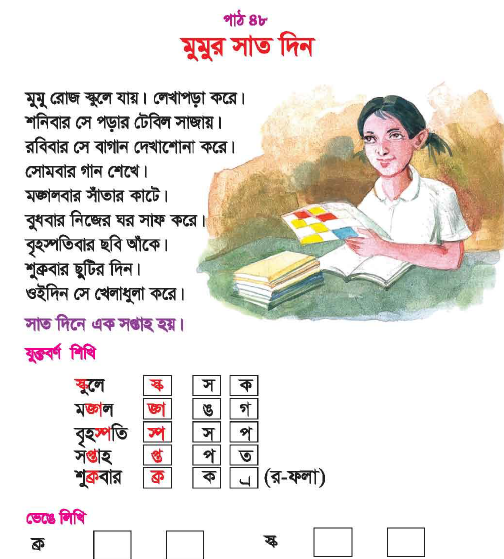 পাঠ ৪৮
মুমুর সাত দিন
মুমু রোজ স্কুলে যায়। লেখাপড়া করে।
শনিবার সে পড়ার টেবিল সাজায়।
রবিবার সে বাগান দেখাশোনা করে।
সোমবার গান শেখে।
মঙ্গলবার সাঁতার কাটে।
বুধবার নিজের ঘর সাফ করে।
বৃহস্পতিবার ছবি আঁকে।
শুক্রবার ছুটির দিন।
ওইদিন সে খেলাধুলা করে।
সাত দিনে এক সপ্তাহ হয়।
যুক্তবর্ণ শিখি
স্কুলে স্ক স ক
মঙ্গল ঙ্গ ঙ গ
বৃহস্পতি স্প স প
সপ্তাহ প্ত প ত
শুক্রবার ক্র ক ্র (র-ফলা)
ভেঙে লিখি
ক্র স্ক